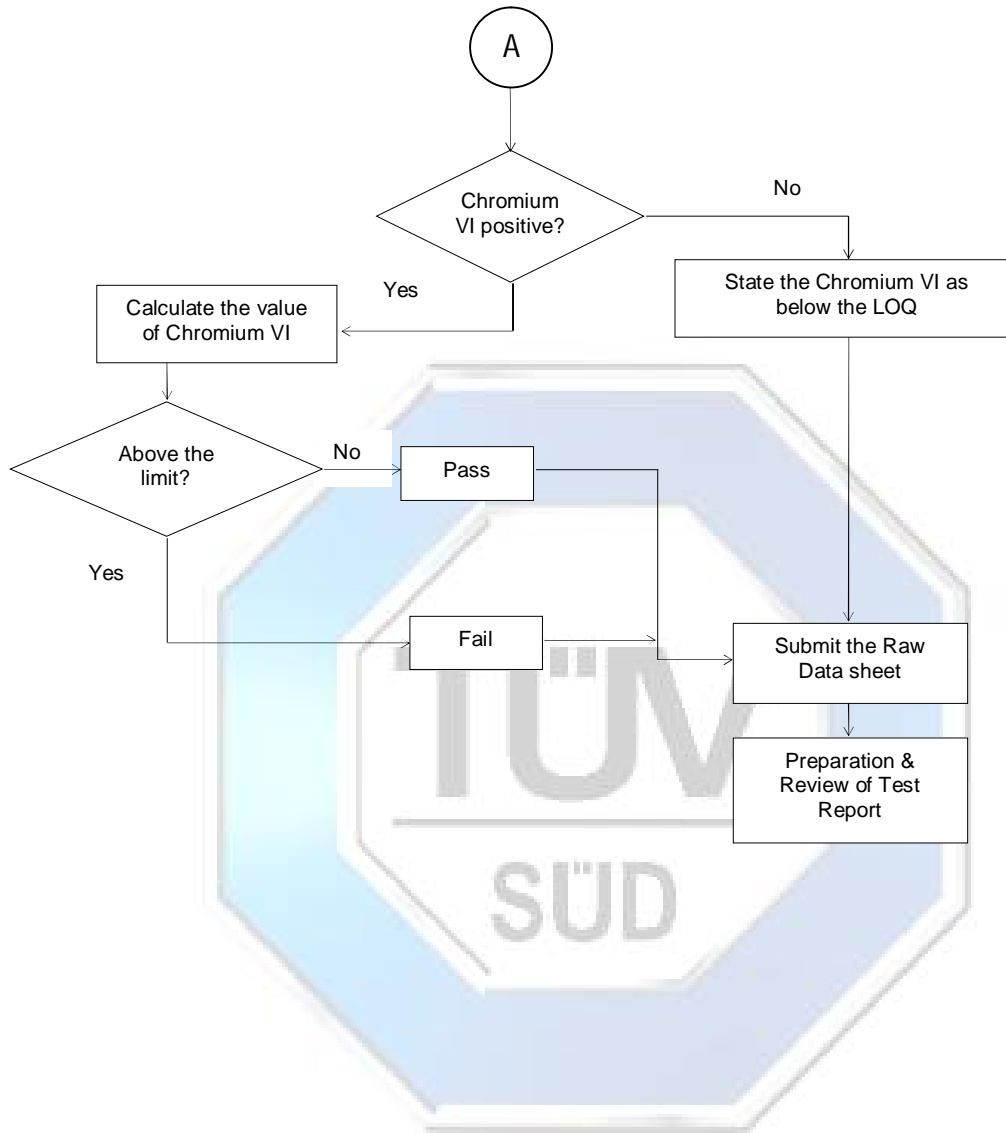 A
Chromium
VI positive?
No
Yes
State the Chromium VI as
below the LOQ
Calculate the value
of Chromium VI
Above the
limit?
No
Pass
Yes
Fail
Submit the Raw
Data sheet
TÜV
Preparation &
Review of Test
Report
SÜD